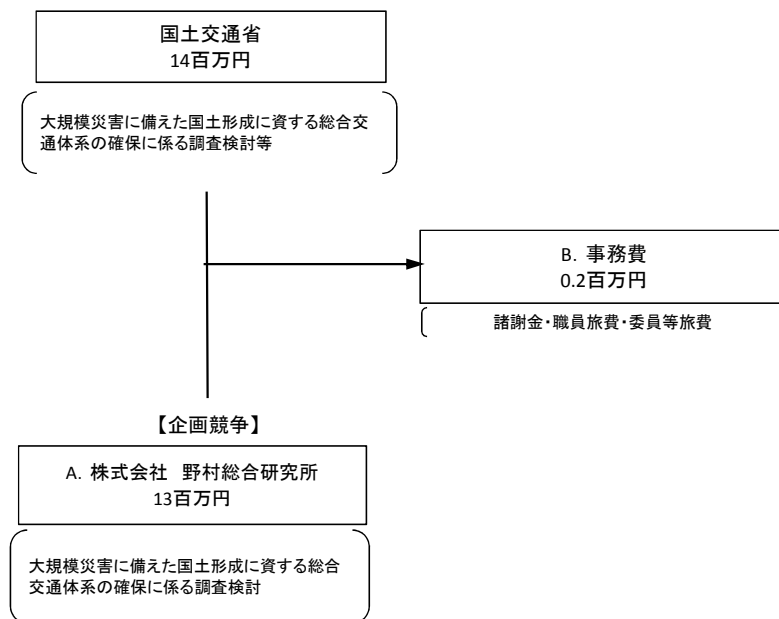 国土交通省
14百万円
大規模災害に備えた国土形成に資する総合交
通体系の確保に係る調査検討等
B. 事務費
0.2百万円
諸謝金・職員旅費・委員等旅費
【企画競争】
A. 株式会社　野村総合研究所
13百万円
大規模災害に備えた国土形成に資する総合
交通体系の確保に係る調査検討